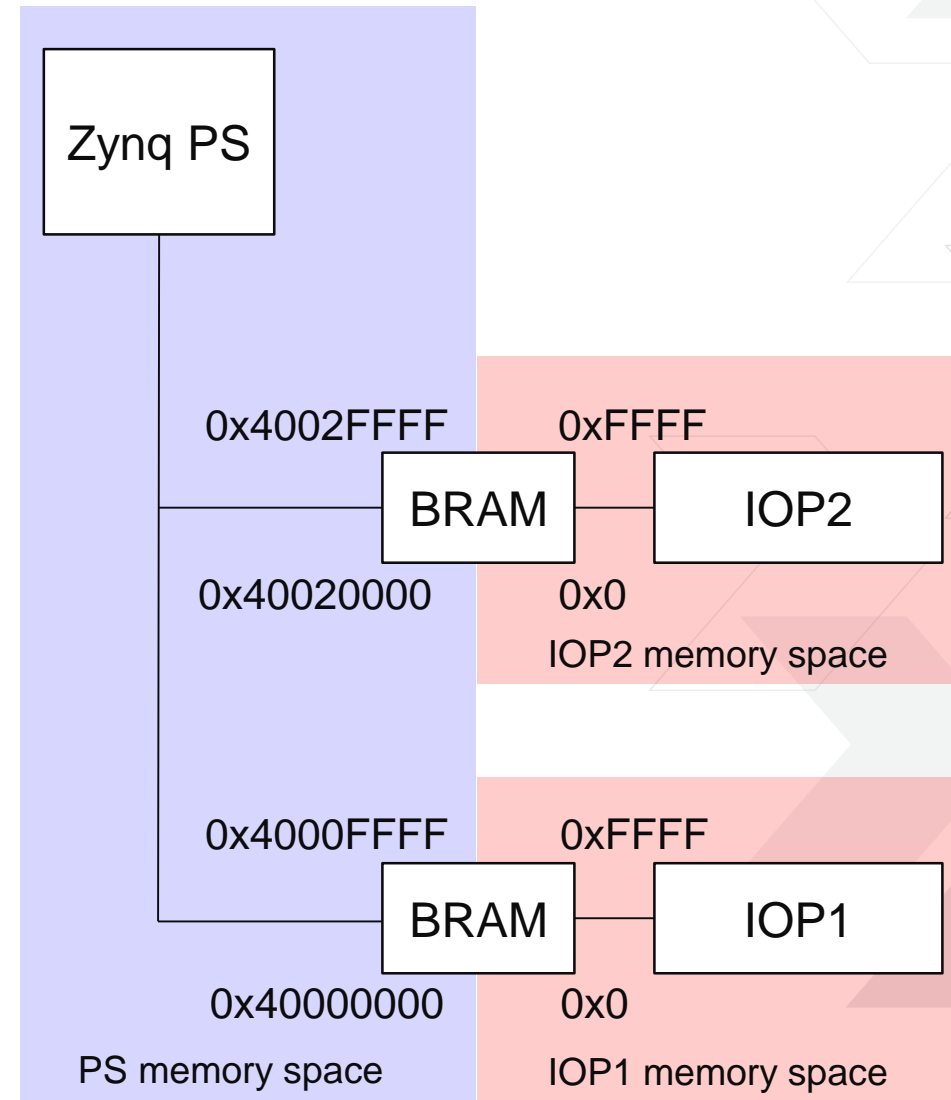 Zynq PS
0x4002FFFF
0xFFFF
BRAM
IOP2
0x40020000
0x0
IOP2 memory space
0x4000FFFF
0xFFFF
BRAM
IOP1
0x40000000
0x0
PS memory space
IOP1 memory space